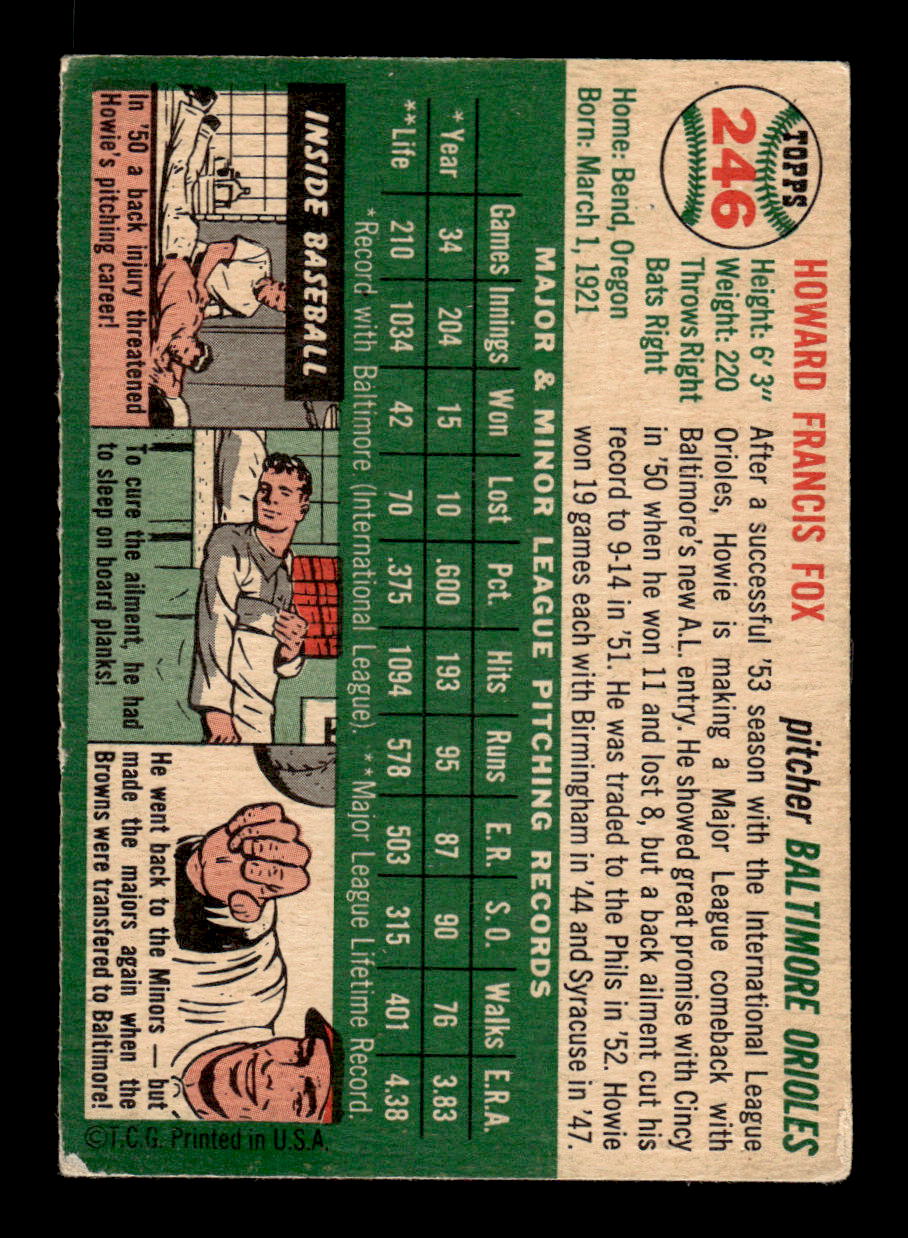 TOPPS
246
HOWARD FRANCIS FOX
pitcher BALTIMORE ORIOLES
Height: 6' 3"
Weight: 220
Throws Right
Bats Right
Home: Bend, Oregon
Born: March 1, 1921
After a successful '53 season with the International League
Orioles, Howie is making a Major League comeback with
Baltimore's new A.L. entry. He showed great promise with Cincy
in '50 when he won 11 and lost 8, but a back ailment cut his
record to 9-14 in '51. He was traded to the Phils in '52. Howie
won 19 games each with Birmingham in '44 and Syracuse in '47.
MAJOR & MINOR LEAGUE PITCHING RECORDS
Games Innings Won Lost Pct. Hits Runs E.R. S.O. Walks E.R.A.
*Year 34 204 15 10 .600 193 95 87 90 76 3.83
**Life 210 1034 42 70 .375 1094 578 503 315 401 4.38
*Record with Baltimore (International League). **Major League Lifetime Record.
INSIDE BASEBALL
In '50 a back injury threatened
Howie's pitching career!
To cure the ailment, he had
to sleep on board planks!
He went back to the Minors — but
made the majors again when the
Browns were transferred to Baltimore!
©T.C.G. Printed in U.S.A.